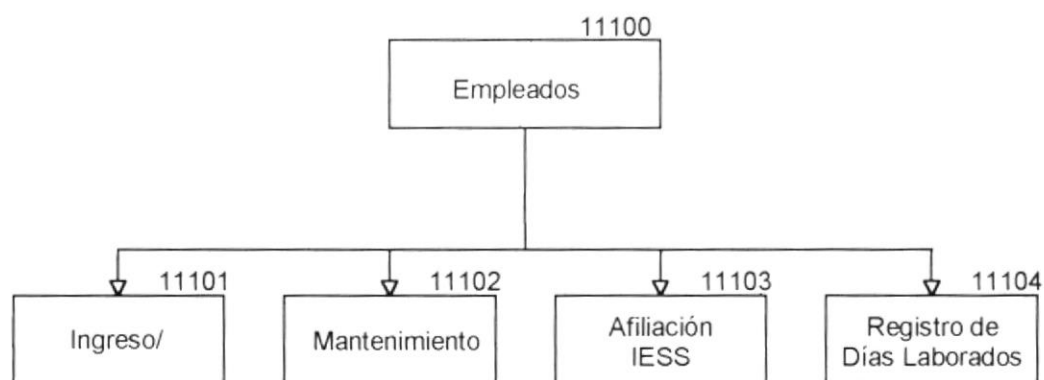 11100
Empleados
11101
11102
11103
11104
Ingreso/
Mantenimiento
Afiliación
IESS
Registro de
Días Laborados